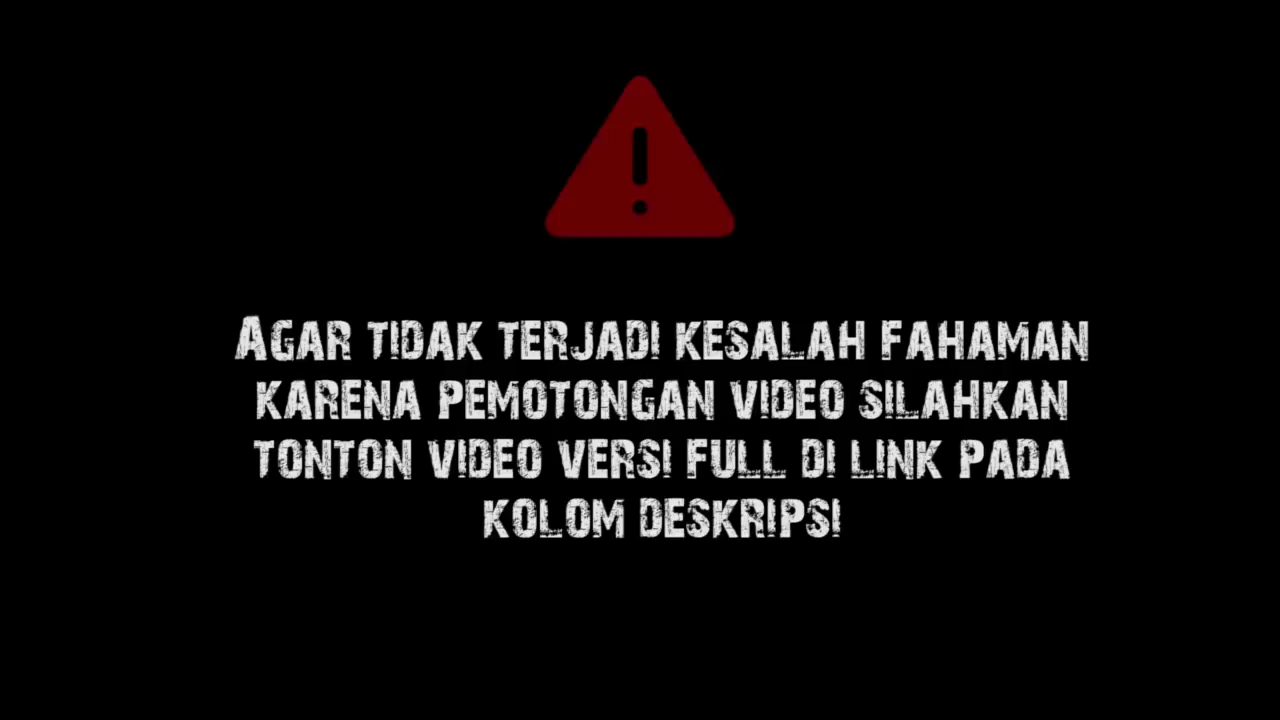 Agar tidak terjadi kesalah fahaman
karena pemotongan video silahkan
tonton video versi full di link pada
kolom deskripsi